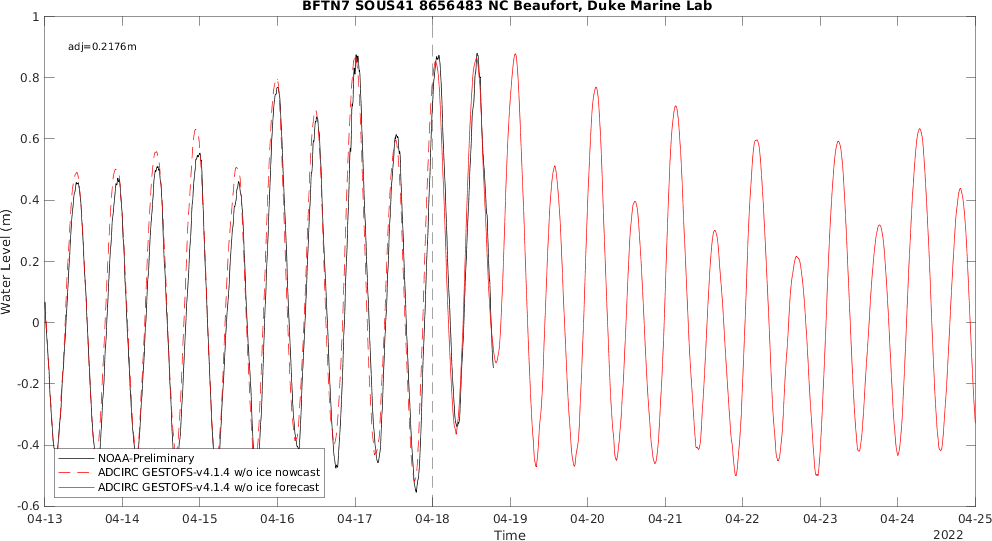 BFTN7 SOUS41 8656483 NC Beaufort, Duke Marine Lab
1
adj=0.2176m
0.8
0.6
0.4
0.2
0
-0.2
-0.4
-0.6
Water Level (m)
NOAA-Preliminary
ADCIRC GESTOFS-v4.1.4 w/o ice nowcast
ADCIRC GESTOFS-v4.1.4 w/o ice forecast
04-13 04-14 04-15 04-16 04-17 04-18 04-19 04-20 04-21 04-22 04-23 04-24 04-25
Time
2022